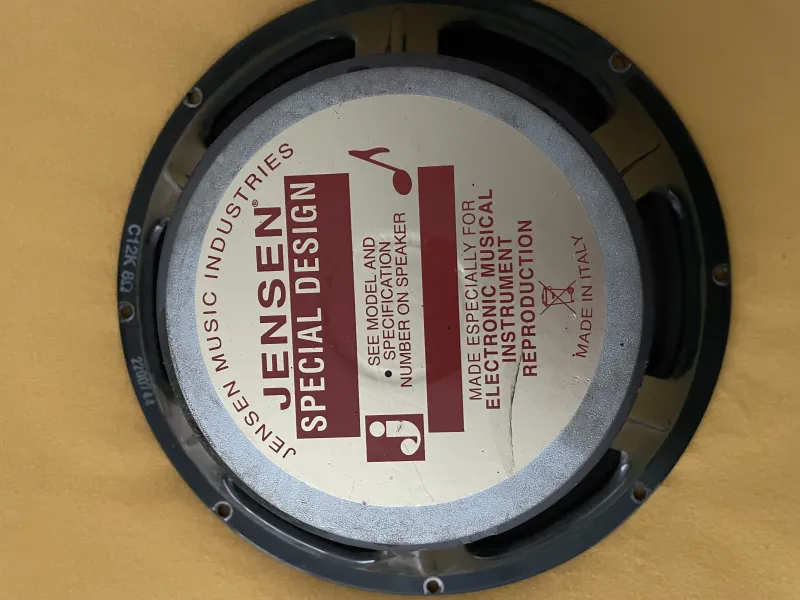 JENSEN MUSIC INDUSTRIES
JENSEN®
SPECIAL DESIGN
SEE MODEL AND
SPECIFICATION
NUMBER ON SPEAKER
MADE ESPECIALLY FOR
ELECTRONIC MUSICAL
INSTRUMENT
REPRODUCTION
MADE IN ITALY
C12K 8Ω